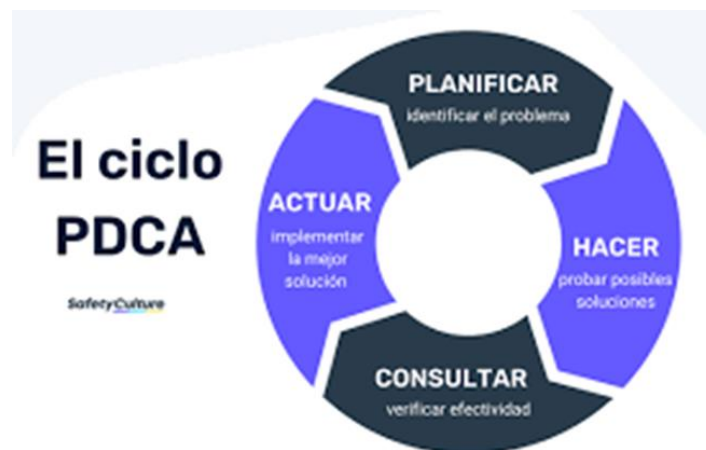 El ciclo
PDCA
SafetyCulture
PLANIFICAR
identificar el problema
HACER
probar posibles
soluciones
CONSULTAR
verificar efectividad
ACTUAR
implementar
la mejor
solución